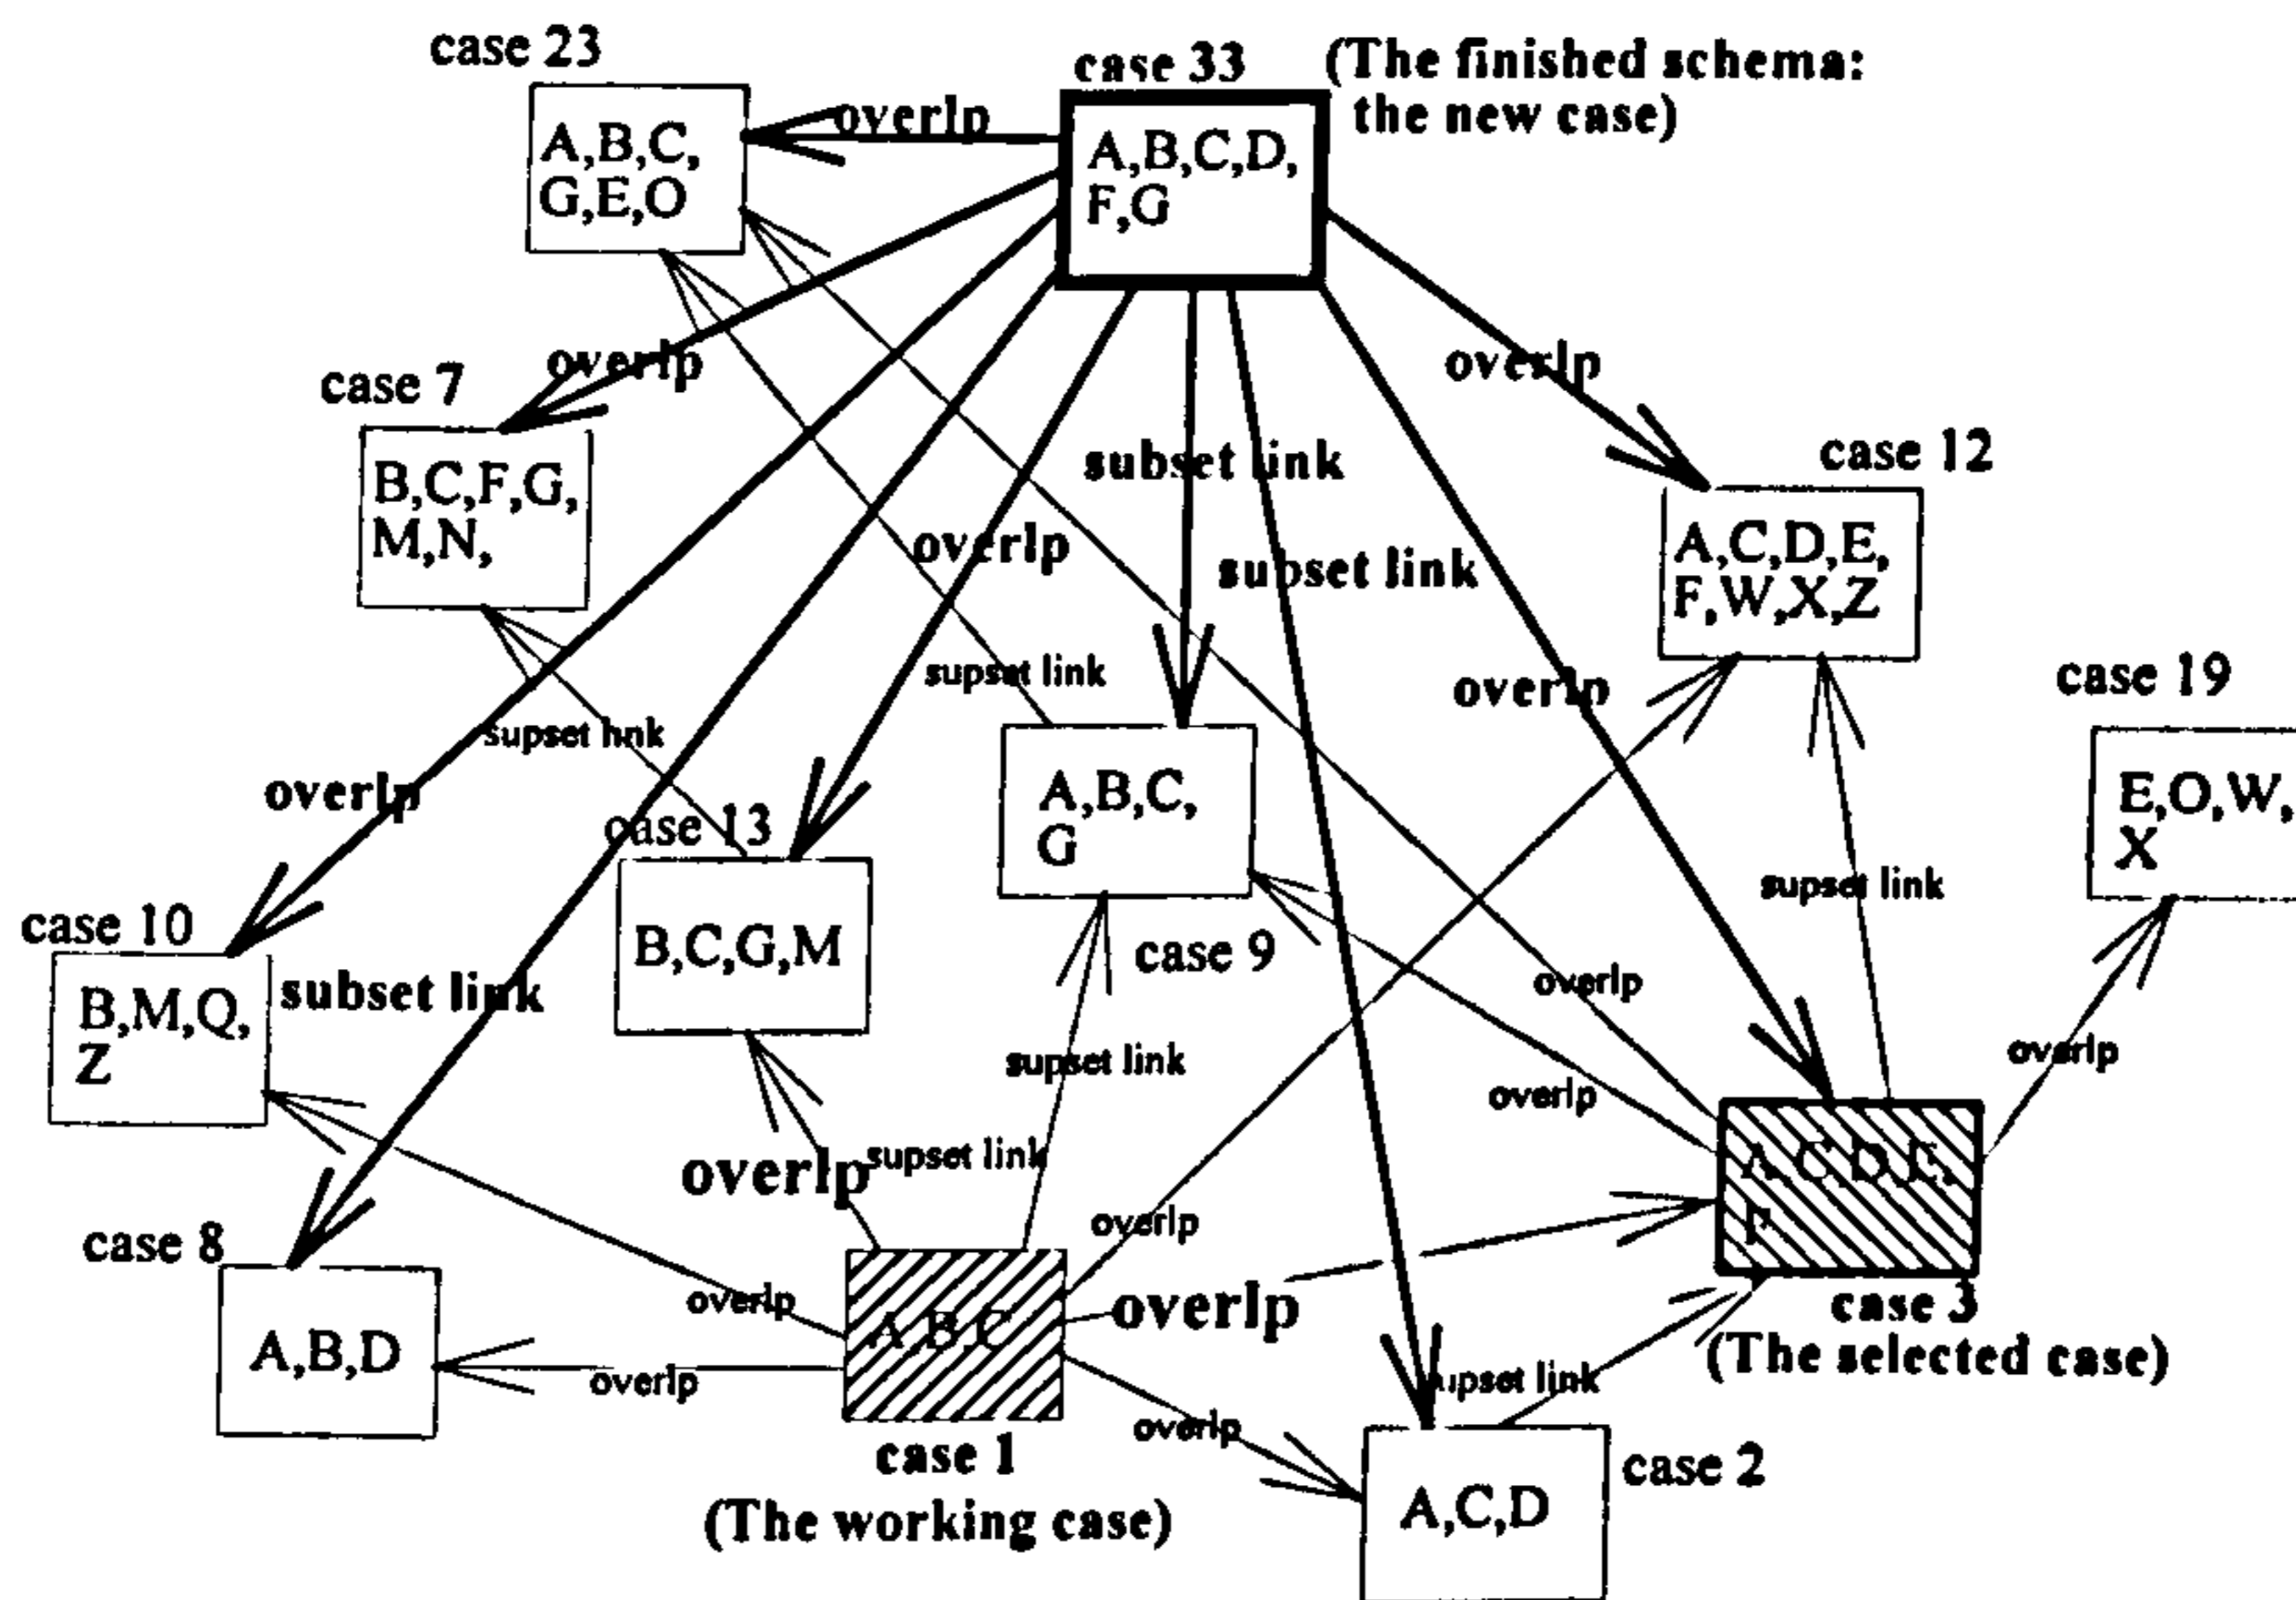 case 23
case 33
(The finished schema:
the new case)
overlp
A,B,C,
G,E,O
A,B,C,D,
F,G
overlp
case 7
overlp
case 12
subset link
B,C,F,G,
M,N,
overlp
subset link
A,C,D,E,
F,W,X,Z
supset link
overlp
case 19
supset link
overlp
case 13
A,B,C,
G
E,O,W,
X
supset link
case 10
B,C,G,M
case 9
overlp
B,M,Q,
Z
subset link
supset link
overlp
overlp
overlp
supset link
A C D E,
F
case 8
overlp
overlp
overlp
case 3
(The selected case)
A,B,D
A B C
overlp
upset link
overlp
case 1
case 2
(The working case)
A,C,D